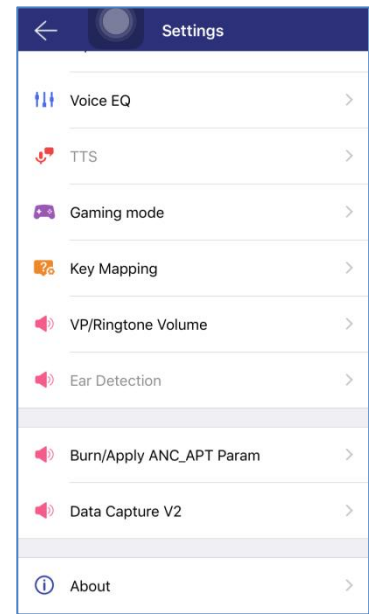 Settings
Voice EQ
TTS
Gaming mode
Key Mapping
VP/Ringtone Volume
Ear Detection
Burn/Apply ANC_APT Param
Data Capture V2
About